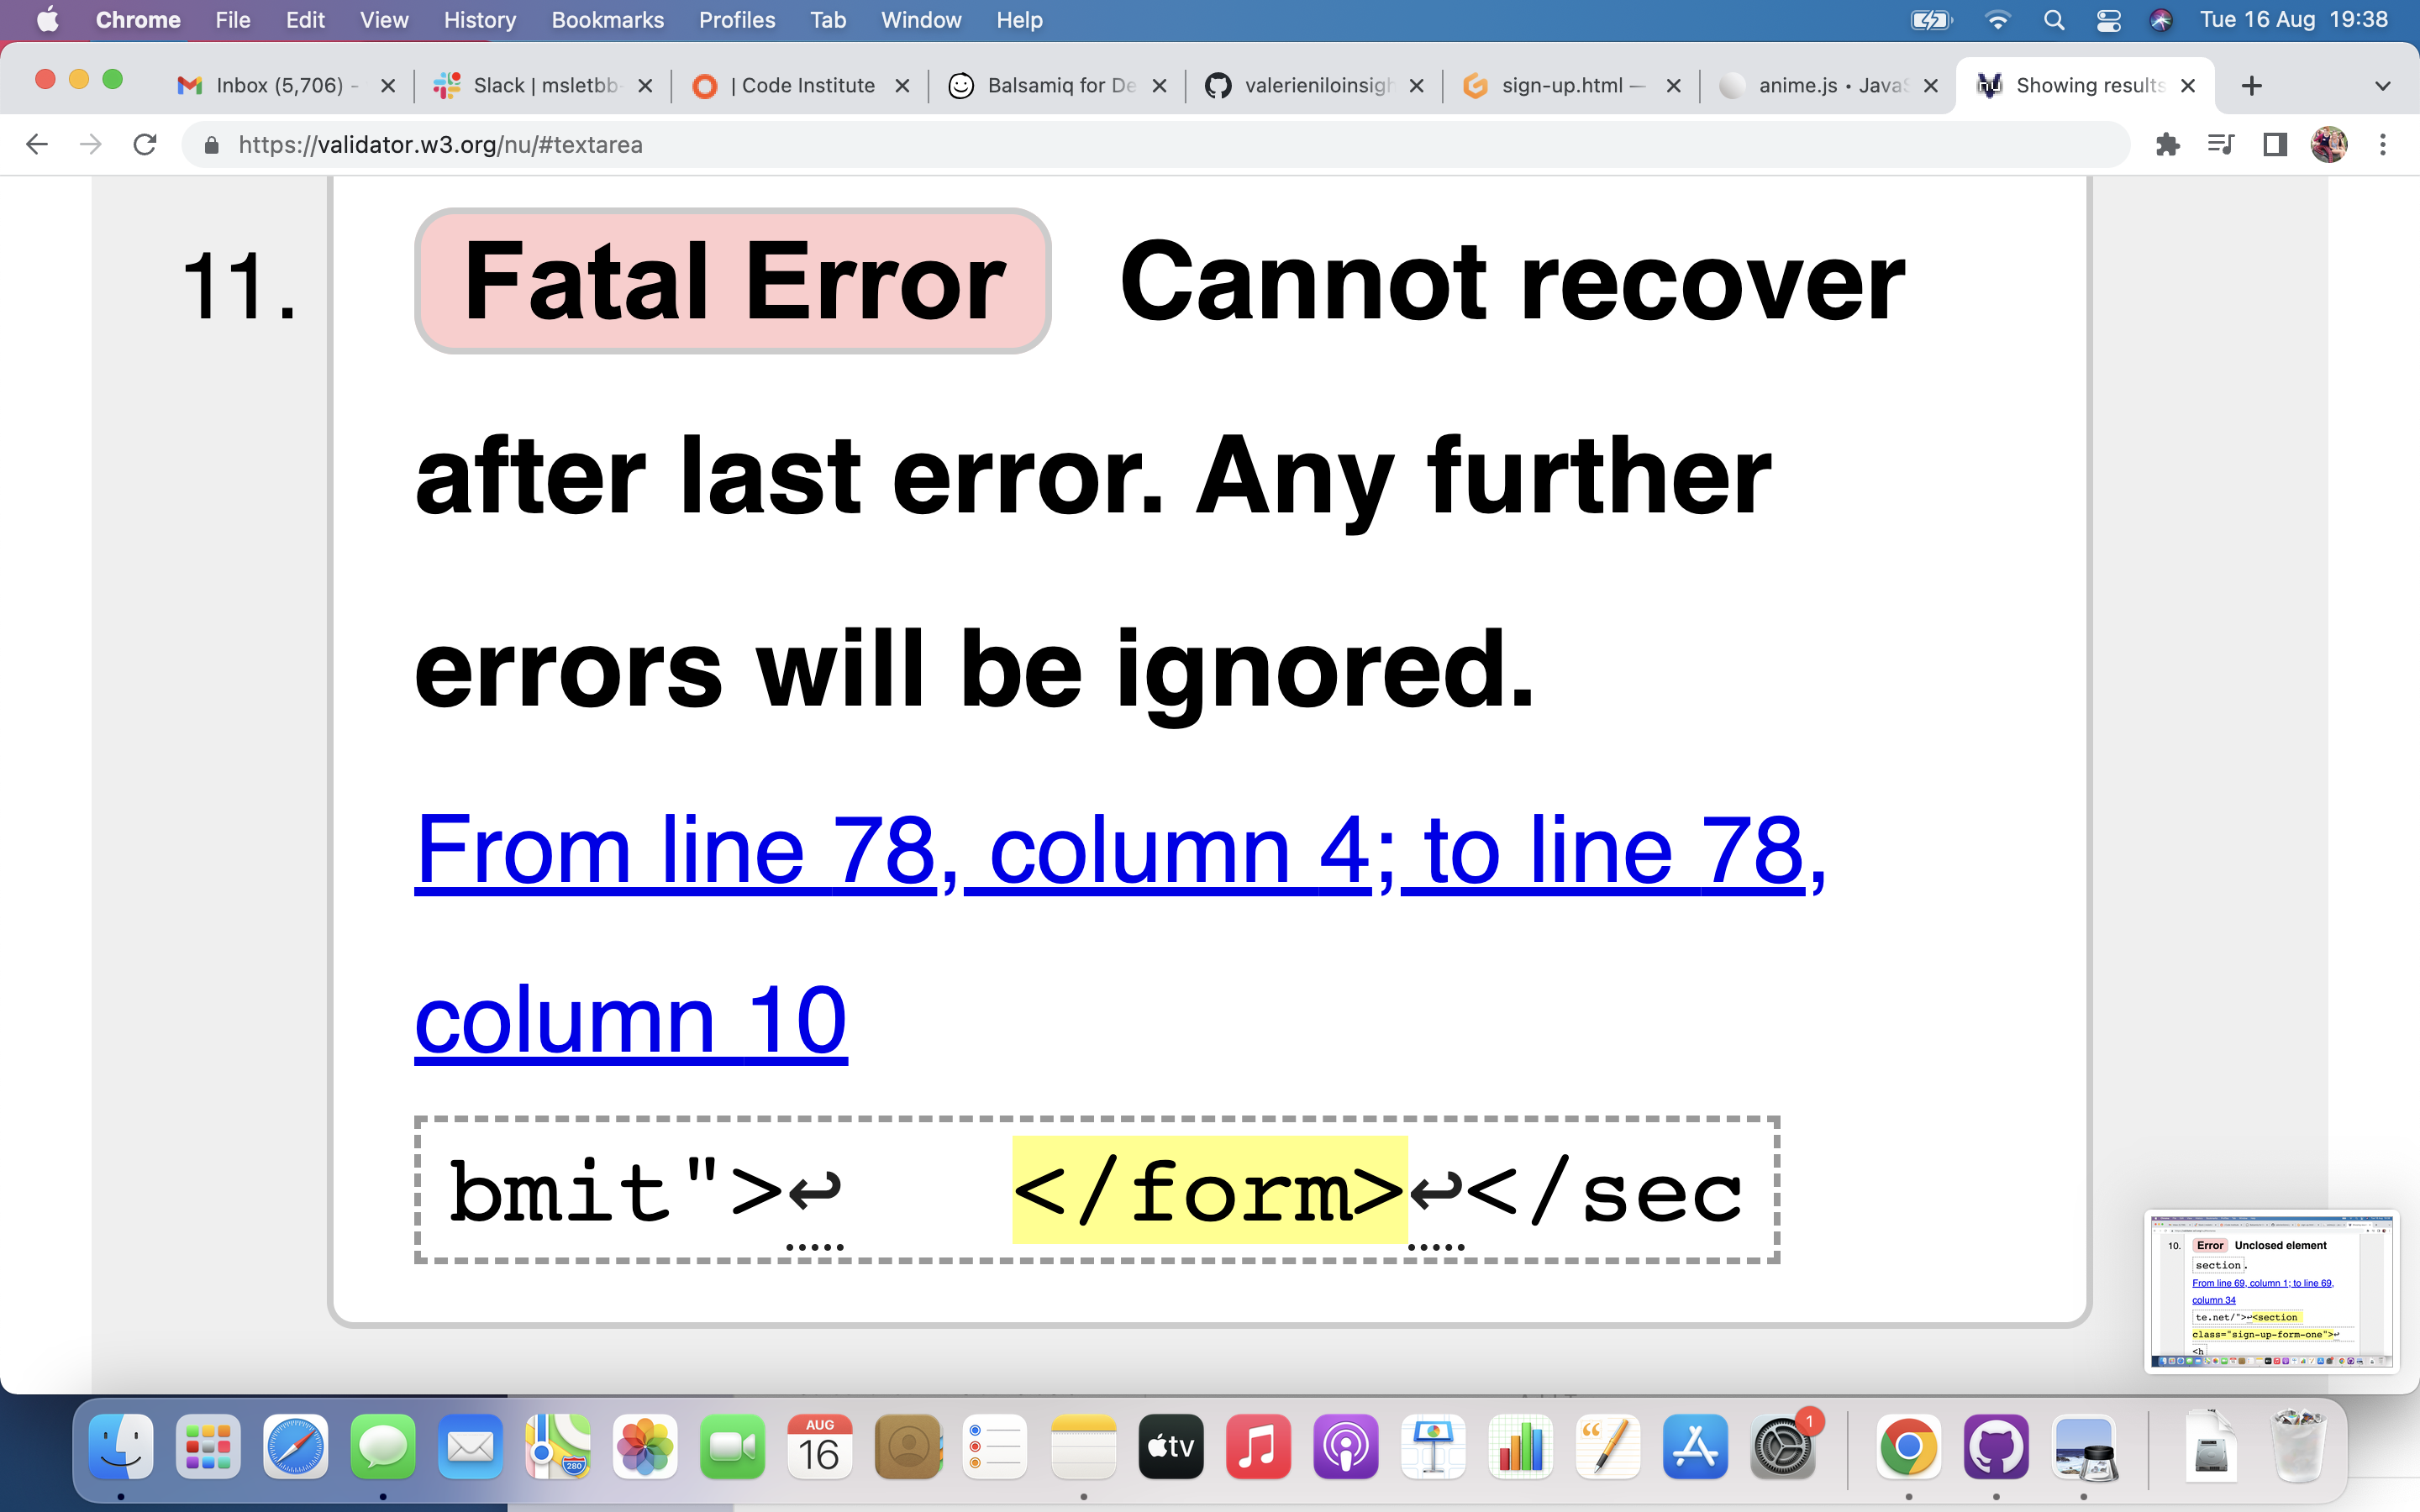 Chrome File Edit View History Bookmarks Profiles Tab Window Help Tue 16 Aug 19:38
Inbox (5,706) - Slack | msletbb- | Code Institute Balsamiq for De valerieniloinsigh sign-up.html — anime.js • JavaS Showing results
https://validator.w3.org/nu/#textarea
11. Fatal Error Cannot recover
after last error. Any further
errors will be ignored.
From line 78, column 4; to line 78,
column 10
bmit">↩ </form>↩</sec
10. Error Unclosed element
section.
From line 69, column 1; to line 69,
column 34
te.net/">↩<section
class="sign-up-form-one">↩
<h
AUG
16
280
tv
1